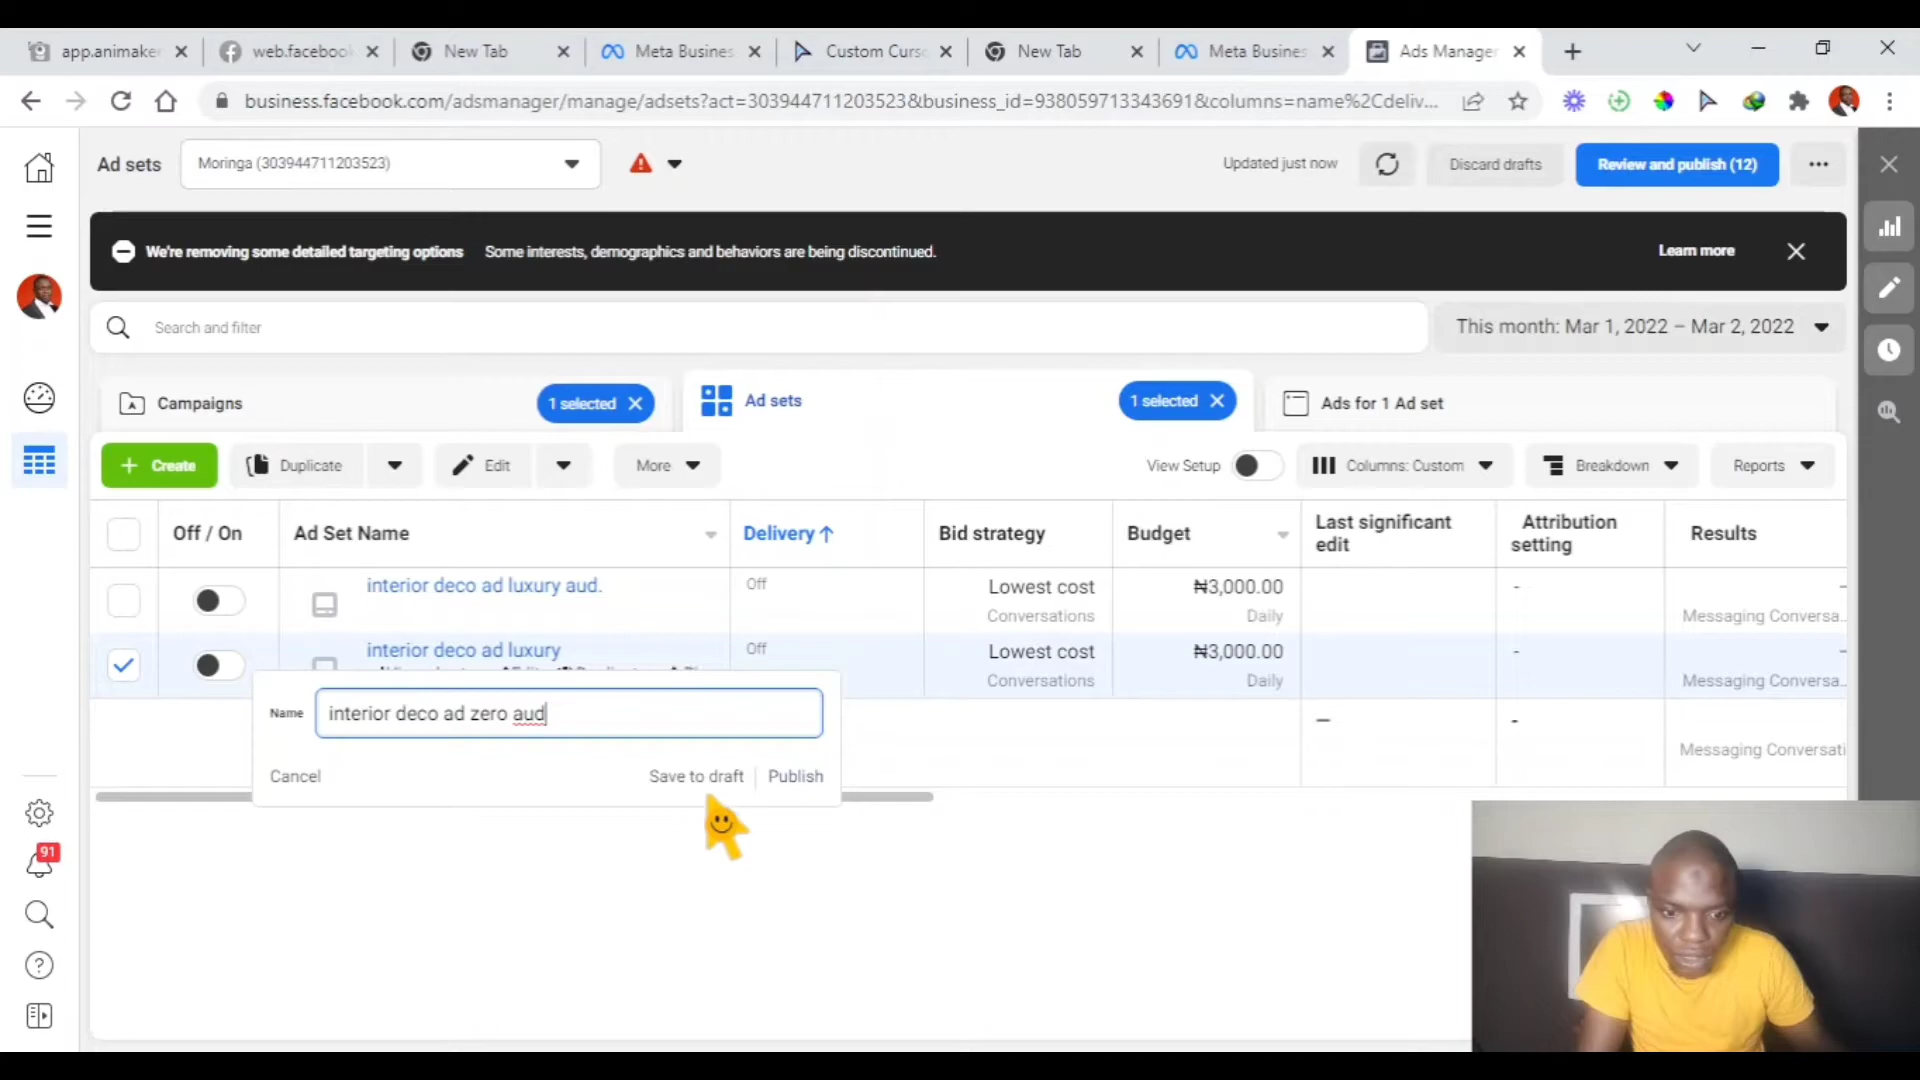 app.animaker
web.facebook
New Tab
Meta Busines
Custom Curs
New Tab
Meta Busines
Ads Manager
business.facebook.com/adsmanager/manage/adsets?act=303944711203523&business_id=938059713343691&columns=name%2Cdeliv...
Ad sets
Moringa (303944711203523)
Updated just now
Discard drafts
Review and publish (12)
We're removing some detailed targeting options Some interests, demographics and behaviors are being discontinued.
Learn more
Search and filter
This month: Mar 1, 2022 – Mar 2, 2022
Campaigns
1 selected
Ad sets
1 selected
Ads for 1 Ad set
+ Create
Duplicate
Edit
More
View Setup
Columns: Custom
Breakdown
Reports
Off / On
Ad Set Name
Delivery ↑
Bid strategy
Budget
Last significant
edit
Attribution
setting
Results
interior deco ad luxury aud.
Off
Lowest cost
Conversations
₦3,000.00
Daily
-
–
Messaging Conversa...
interior deco ad luxury
Off
Lowest cost
Conversations
₦3,000.00
Daily
-
–
Messaging Conversa...
Name
interior deco ad zero aud
Cancel
Save to draft
Publish
—
-
Messaging Conversati
91